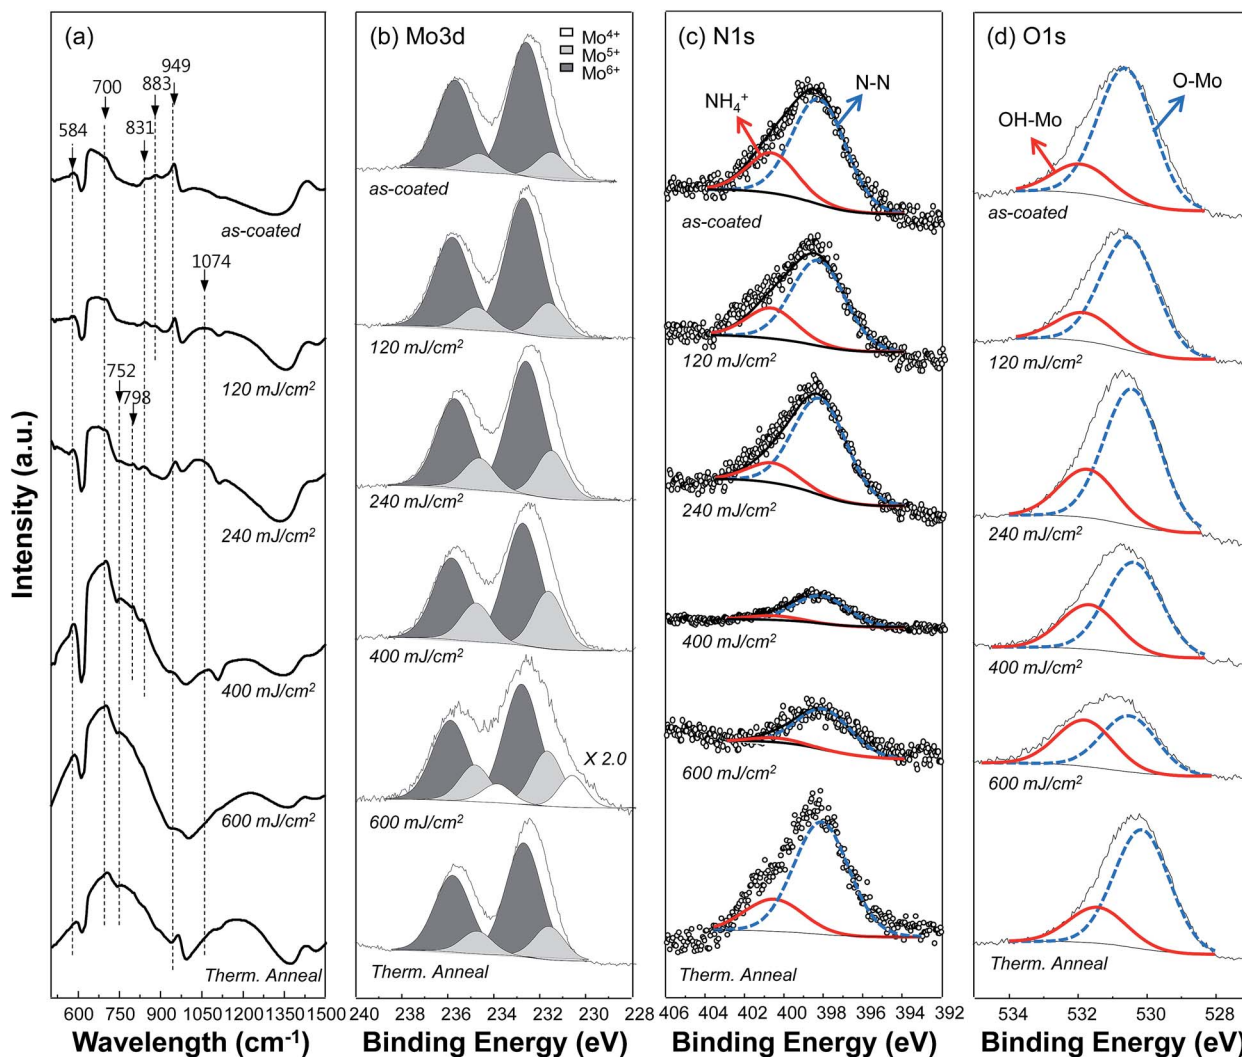 (a)
584
700
831
883
949
as-coated
1074
120 mJ/cm²
752
798
240 mJ/cm²
400 mJ/cm²
600 mJ/cm²
Therm. Anneal
Intensity (a.u.)
600 750 900 1050 1200 1350 1500
Wavelength (cm⁻¹)
(b) Mo3d
Mo⁴⁺
Mo⁵⁺
Mo⁶⁺
as-coated
120 mJ/cm²
240 mJ/cm²
400 mJ/cm²
X 2.0
600 mJ/cm²
Therm. Anneal
240 238 236 234 232 230 228
Binding Energy (eV)
(c) N1s
NH₄⁺
N-N
as-coated
120 mJ/cm²
240 mJ/cm²
400 mJ/cm²
600 mJ/cm²
Therm. Anneal
406 404 402 400 398 396 394 392
Binding Energy (eV)
(d) O1s
O-Mo
OH-Mo
as-coated
120 mJ/cm²
240 mJ/cm²
400 mJ/cm²
600 mJ/cm²
Therm. Anneal
534 532 530 528
Binding Energy (eV)